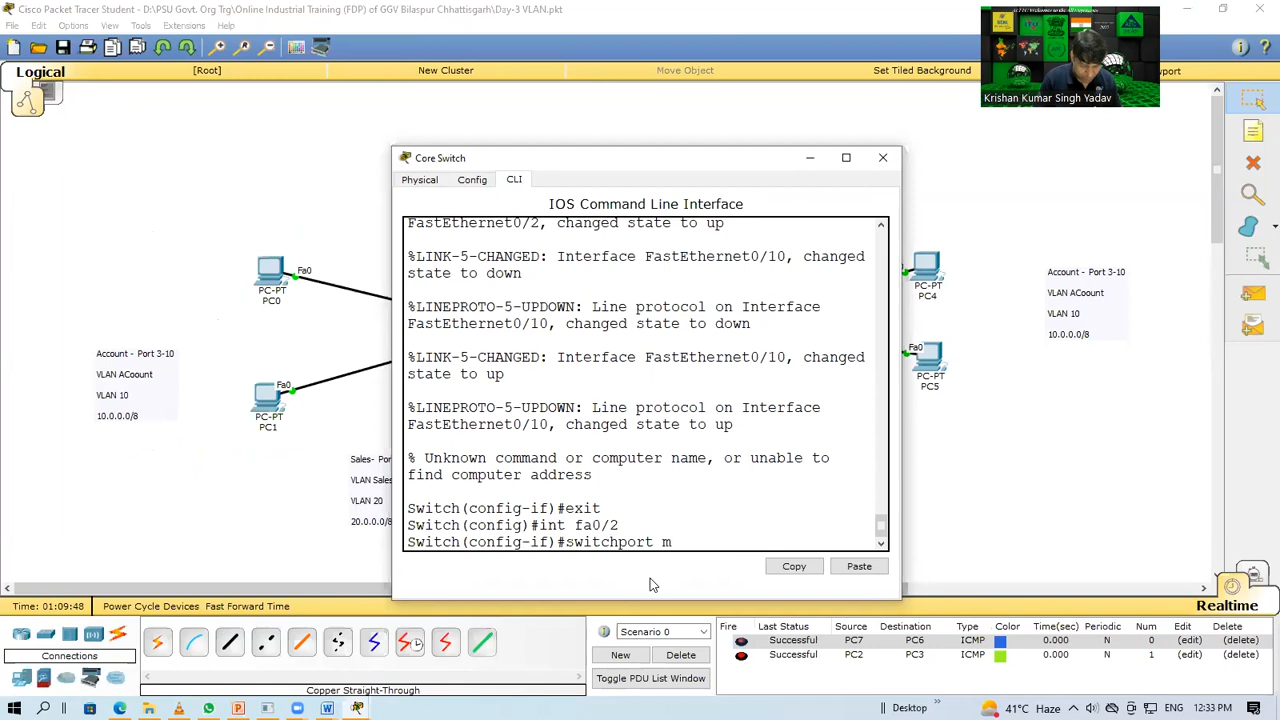 Cisco Packet Tracer Student - D:\PSU Govt. Org Trg\Online Industrial Training (FDP) of GGV Bilaspur Chhattisgarh\Day-3 VLAN.pkt
File Edit Options View Tools Extensions Help
Logical [Root] New Cluster Move Object Set Tiled Background
Krishan Kumar Singh Yadav
Core Switch
Physical Config CLI
IOS Command Line Interface
FastEthernet0/2, changed state to up
%LINK-5-CHANGED: Interface FastEthernet0/10, changed
state to down
%LINEPROTO-5-UPDOWN: Line protocol on Interface
FastEthernet0/10, changed state to down
%LINK-5-CHANGED: Interface FastEthernet0/10, changed
state to up
%LINEPROTO-5-UPDOWN: Line protocol on Interface
FastEthernet0/10, changed state to up
% Unknown command or computer name, or unable to
find computer address
Switch(config-if)#exit
Switch(config)#int fa0/2
Switch(config-if)#switchport m
Copy Paste
Fa0
PC-PT
PC0
Account - Port 3-10
VLAN ACoount
VLAN 10
10.0.0.0/8
Fa0
PC-PT
PC1
Sales- Por
VLAN Sales
VLAN 20
20.0.0.0/8
PC-PT
PC4
Fa0
PC-PT
PC5
Account - Port 3-10
VLAN ACoount
VLAN 10
10.0.0.0/8
Time: 01:09:48 Power Cycle Devices Fast Forward Time Realtime
Connections
Copper Straight-Through
Scenario 0
New Delete
Toggle PDU List Window
Fire Last Status Source Destination Type Color Time(sec) Periodic Num Edit Delete
Successful PC7 PC6 ICMP 0.000 N 0 (edit) (delete)
Successful PC2 PC3 ICMP 0.000 N 1 (edit) (delete)
Desktop 41°C Haze ENG 12:33 PM